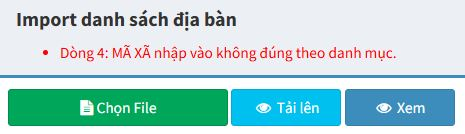 Import danh sách địa bàn
Dòng 4: MÃ XÃ nhập vào không đúng theo danh mục.
Chọn File
Tải lên
Xem